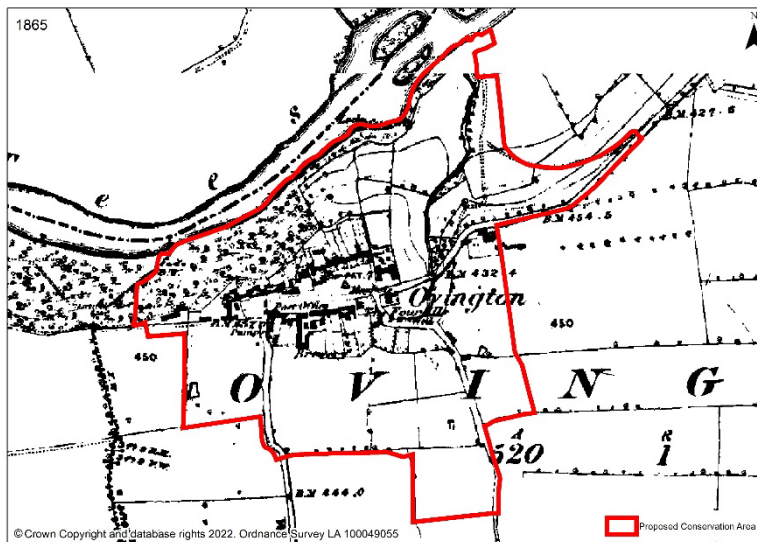 1865
N
e l s
B.M 427.6
B.M 454.5
Pump
B.M 432.4
Ovington
450
450
O V I N G
A R
520 1
B.M 444.0
© Crown Copyright and database rights 2022. Ordnance Survey LA 100049055
Proposed Conservation Area